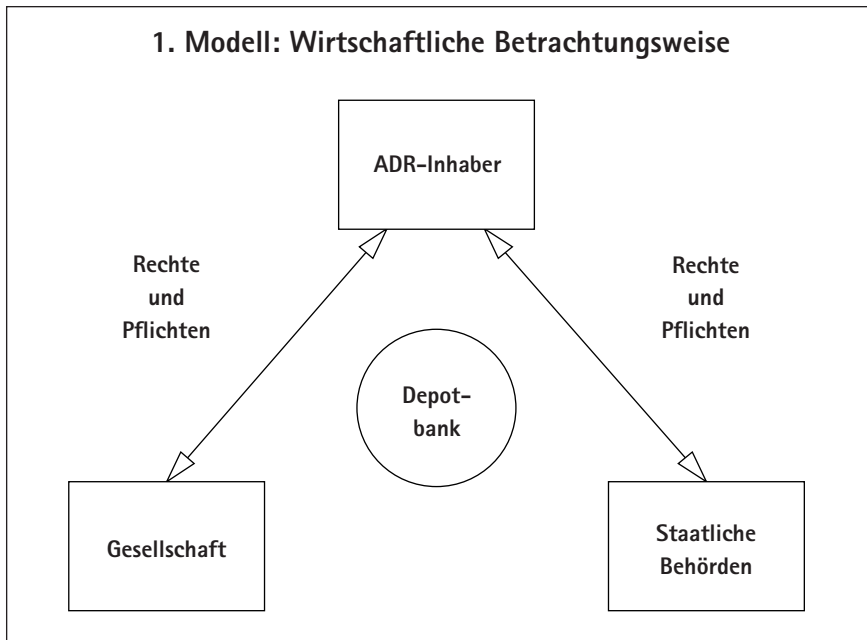 1. Modell: Wirtschaftliche Betrachtungsweise
ADR-Inhaber
Rechte
und
Pflichten
Rechte
und
Pflichten
Depot-
bank
Gesellschaft
Staatliche
Behörden